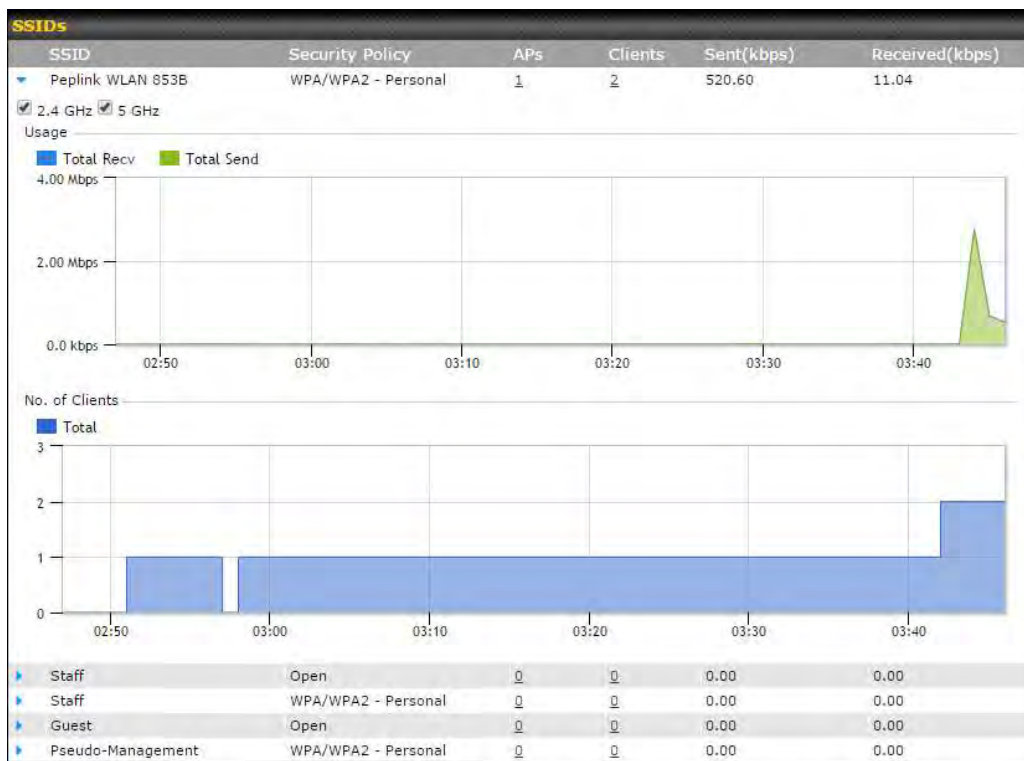 SSIDs
SSID Security Policy APs Clients Sent(kbps) Received(kbps)
Peplink WLAN 853B WPA/WPA2 - Personal 1 2 520.60 11.04
2.4 GHz 5 GHz
Usage
Total Recv Total Send
4.00 Mbps
2.00 Mbps
0.0 kbps
02:50 03:00 03:10 03:20 03:30 03:40
No. of Clients
Total
3
2
1
0
02:50 03:00 03:10 03:20 03:30 03:40
Staff Open 0 0 0.00 0.00
Staff WPA/WPA2 - Personal 0 0 0.00 0.00
Guest Open 0 0 0.00 0.00
Pseudo-Management WPA/WPA2 - Personal 0 0 0.00 0.00